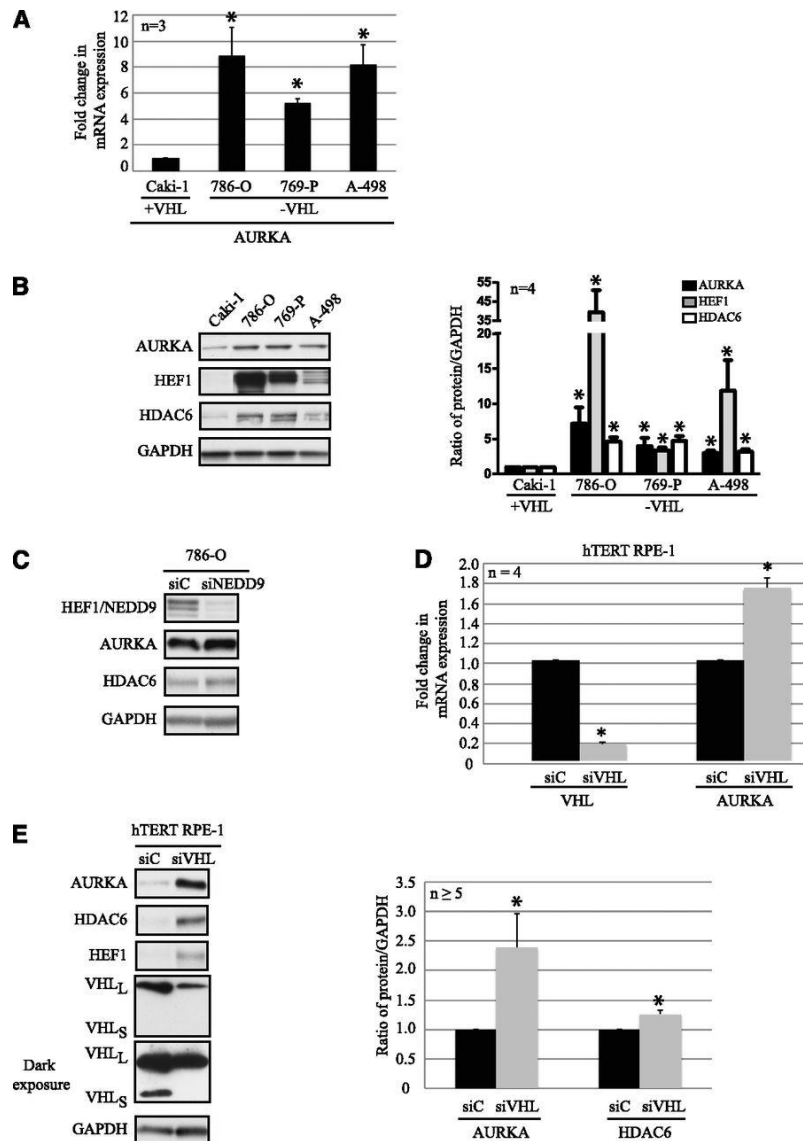 A
Fold change in
mRNA expression
n=3
12
10
8
6
4
2
0
*
*
*
Caki-1
786-O
769-P
A-498
+VHL
-VHL
AURKA
B
Caki-1
786-O
769-P
A-498
AURKA
HEF1
HDAC6
GAPDH
Ratio of protein/GAPDH
n=4
55
45
35
25
20
15
10
5
0
AURKA
HEF1
HDAC6
*
*
*
*
*
*
*
*
*
Caki-1
786-O
769-P
A-498
+VHL
-VHL
C
786-O
siC siNEDD9
HEF1/NEDD9
AURKA
HDAC6
GAPDH
D
hTERT RPE-1
Fold change in
mRNA expression
n = 4
2.0
1.8
1.6
1.4
1.2
1.0
0.8
0.6
0.4
0.2
0
*
*
siC siVHL
siC siVHL
VHL
AURKA
E
hTERT RPE-1
siC siVHL
AURKA
HDAC6
HEF1
VHLL
VHLS
Dark
exposure
VHLL
VHLS
GAPDH
Ratio of protein/GAPDH
n ≥ 5
3.5
3.0
2.5
2.0
1.5
1.0
0.5
0
*
*
siC siVHL
siC siVHL
AURKA
HDAC6